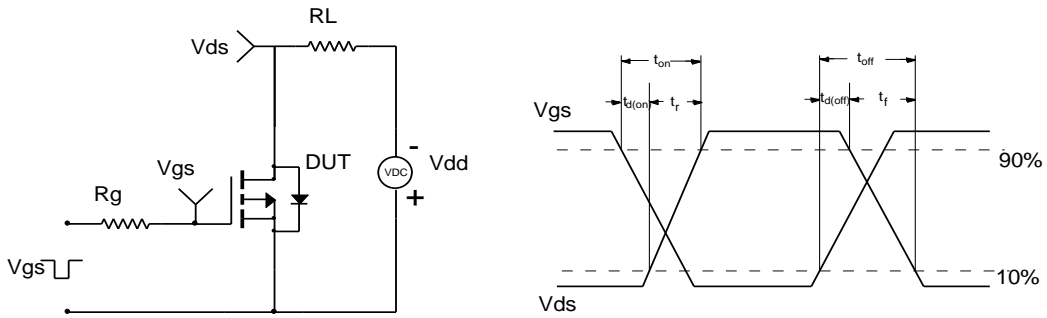 RL
Vds
Vgs
DUT
Rg
VDC
-
+
Vdd
Vgs
ton
toff
td(on)
tr
td(off)
tf
Vgs
90%
10%
Vds